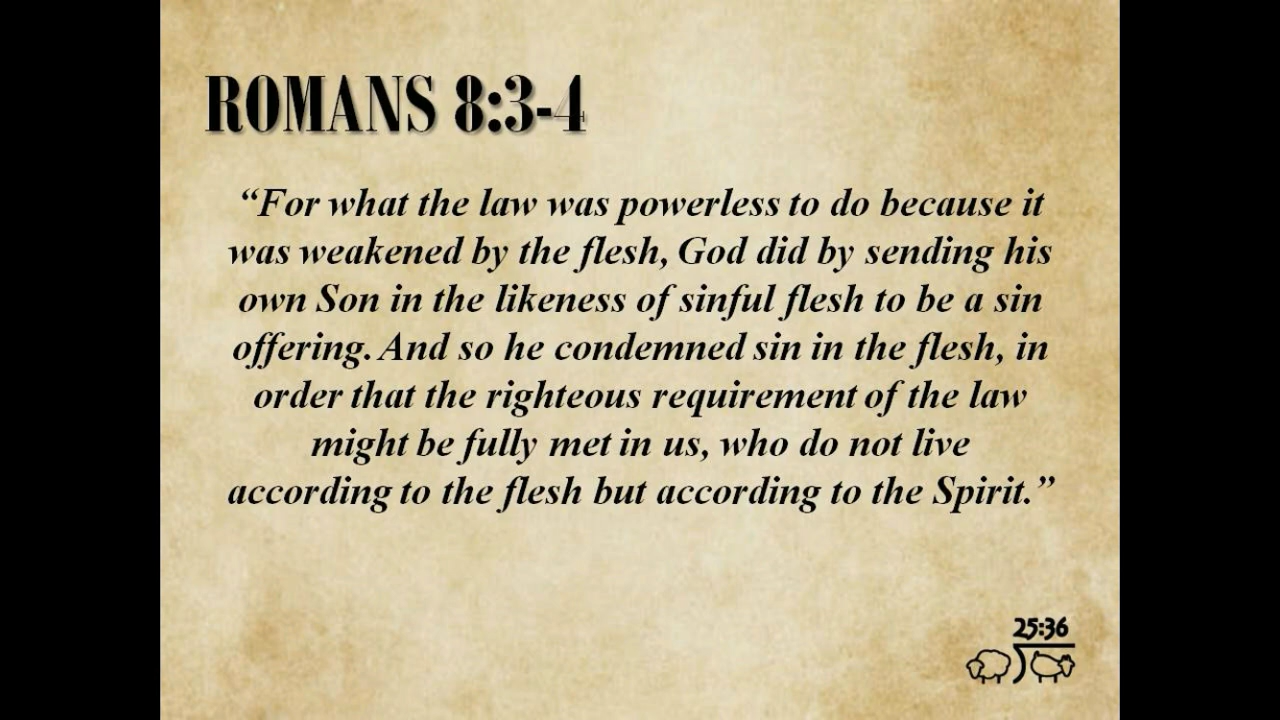 ROMANS 8:3-4
“For what the law was powerless to do because it
was weakened by the flesh, God did by sending his
own Son in the likeness of sinful flesh to be a sin
offering. And so he condemned sin in the flesh, in
order that the righteous requirement of the law
might be fully met in us, who do not live
according to the flesh but according to the Spirit.”
25:36